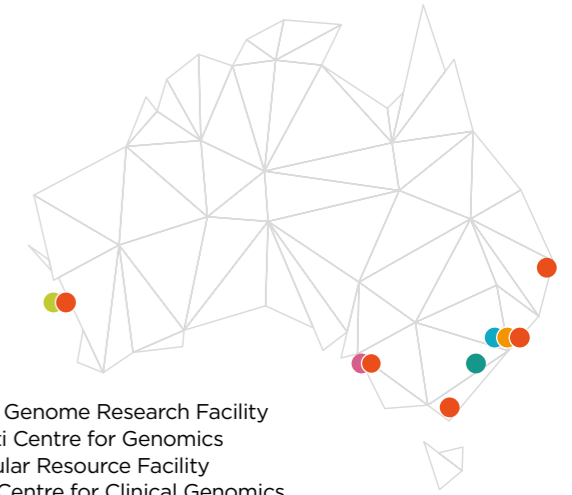 Genome Research Facility
Centre for Genomics
Resource Facility
Centre for Clinical Genomics